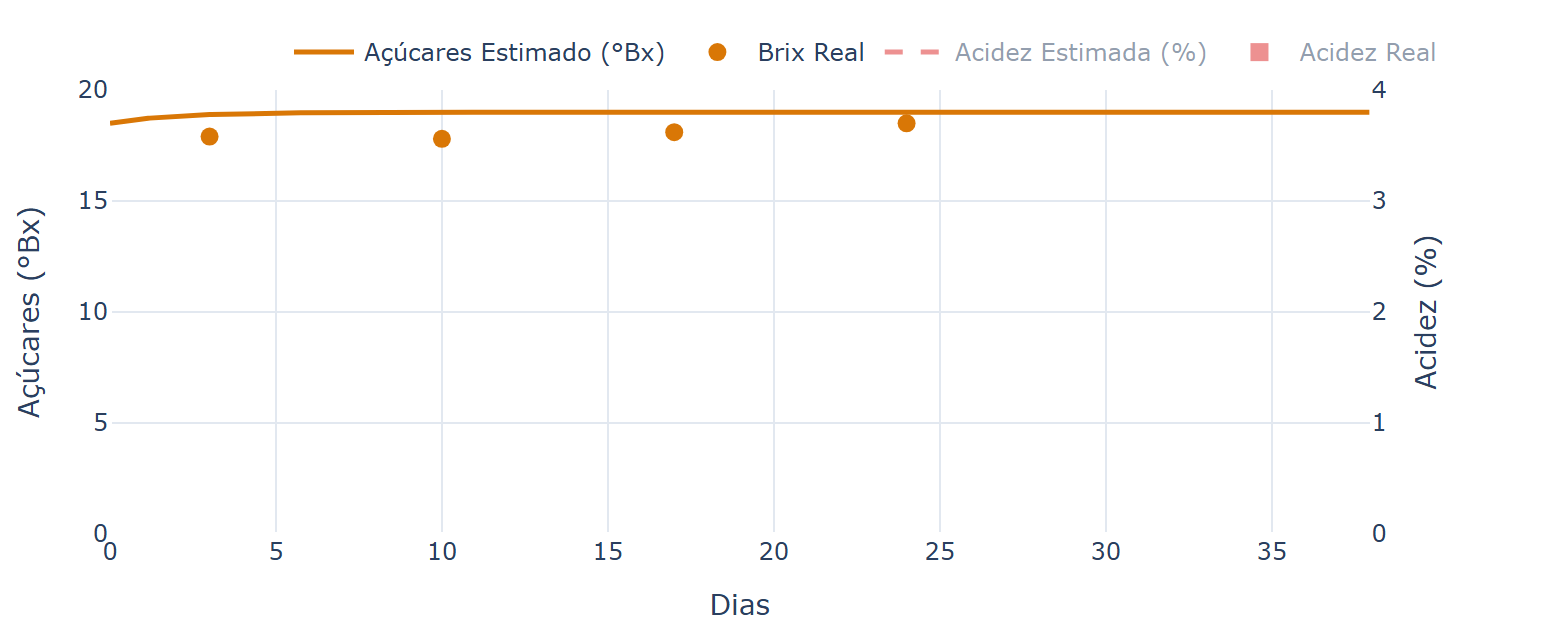 Açúcares Estimado (°Bx) Brix Real Acidez Estimada (%) Acidez Real
20 4
15 3
10 2
5 1
0 0
Açúcares (°Bx)
Acidez (%)
0 5 10 15 20 25 30 35
Dias